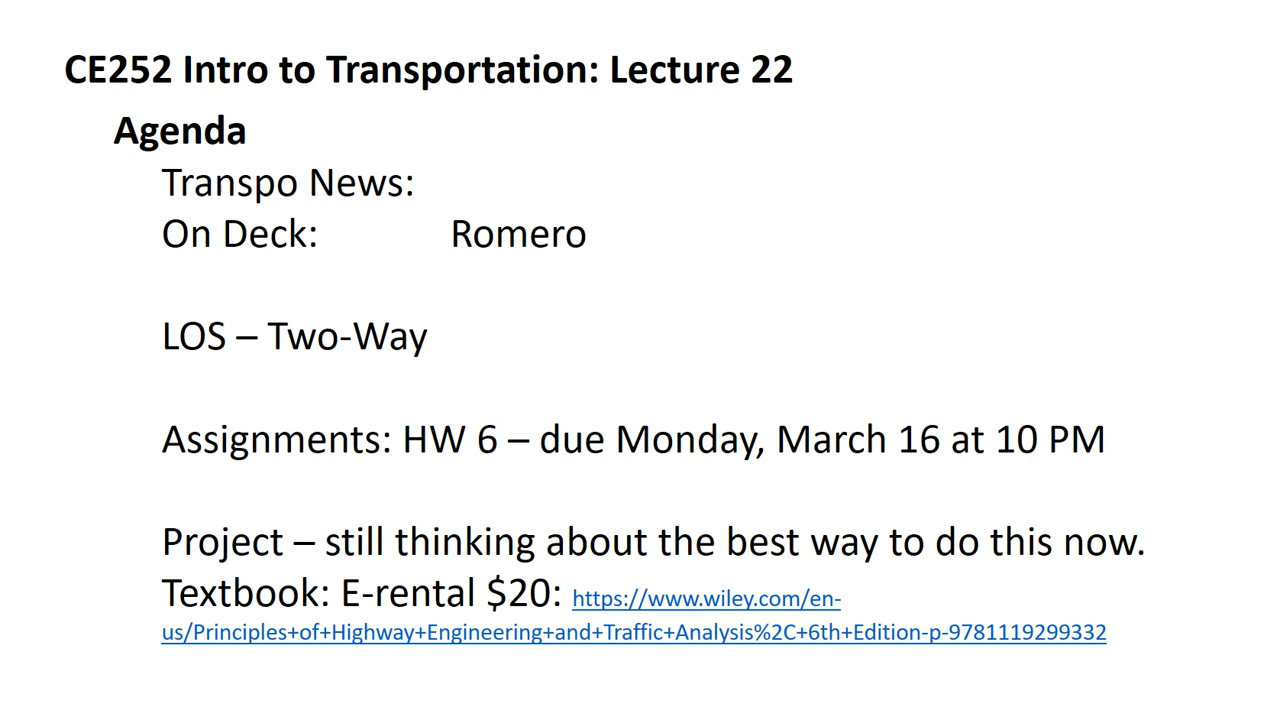 CE252 Intro to Transportation: Lecture 22
Agenda
Transpo News:
On Deck: Romero
LOS – Two-Way
Assignments: HW 6 – due Monday, March 16 at 10 PM
Project – still thinking about the best way to do this now.
Textbook: E-rental $20: https://www.wiley.com/en-
us/Principles+of+Highway+Engineering+and+Traffic+Analysis%2C+6th+Edition-p-9781119299332